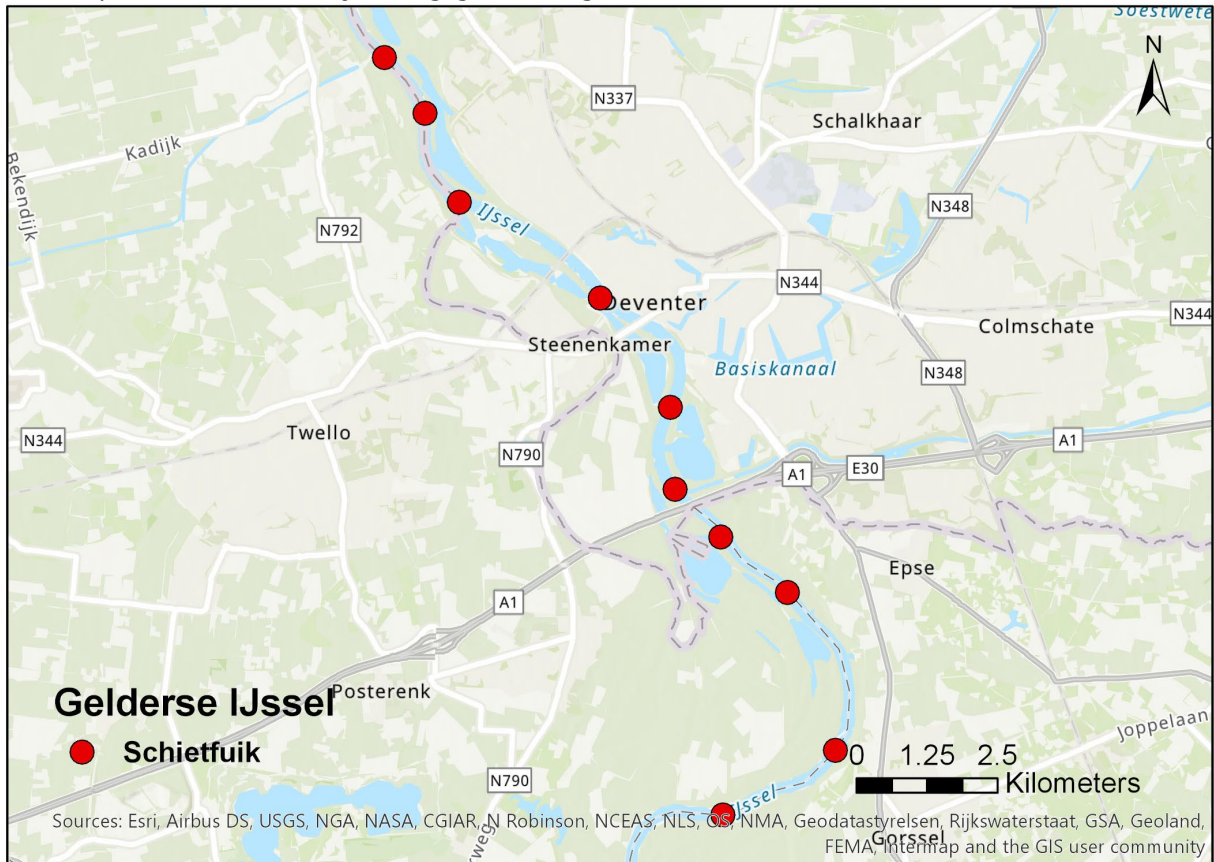 Soestwete
N
N337
Schalkhaar
Kadijk
Bekendijk
N348
N792
IJssel
N344
Deventer
N344
Colmschate
Steenenkamer
Basiskanaal
N348
Twello
N344
N790
A1
A1
E30
Epse
A1
Posterenk
Gelderse IJssel
Schietfuik
Joppelaan
0 1.25 2.5
Kilometers
N790
IJssel
Sources: Esri, Airbus DS, USGS, NGA, NASA, CGIAR, N Robinson, NCEAS, NLS, OS, NMA, Geodatastyrelsen, Rijkswaterstaat, GSA, Geoland,
FEMA, Intermap and the GIS user community
rweg
Gorssel